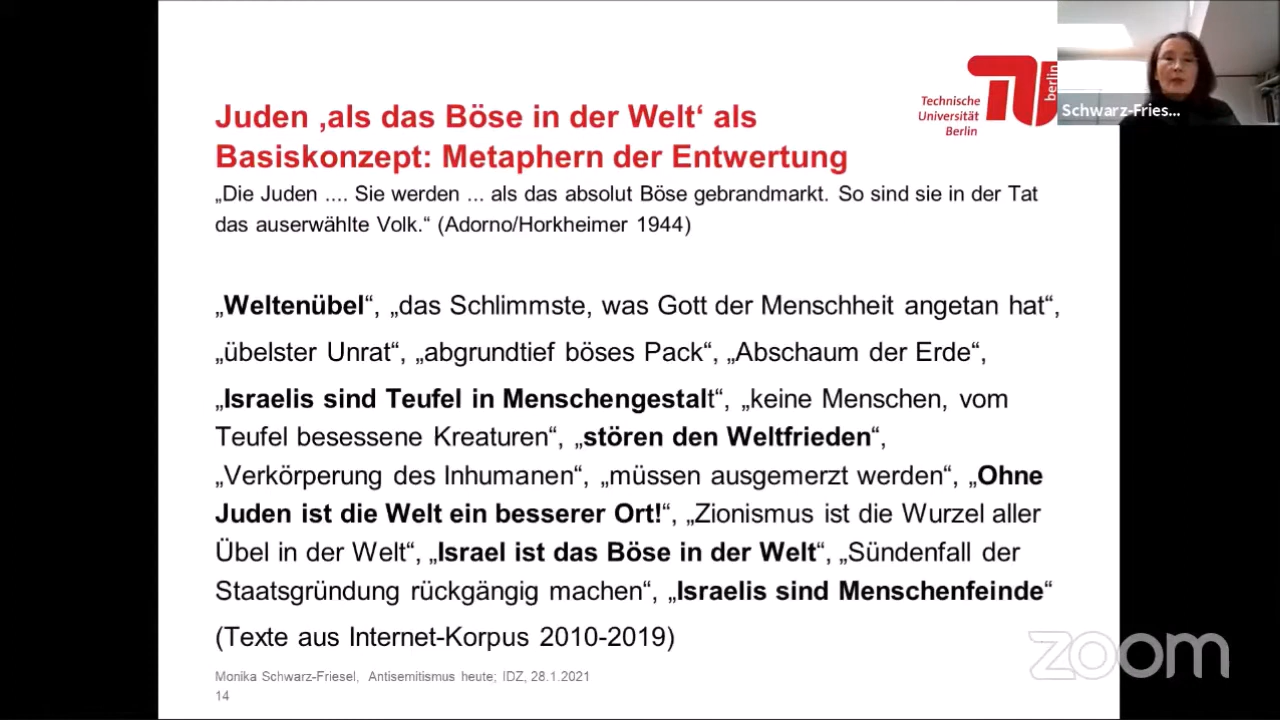 Juden ‚als das Böse in der Welt‘ als
Basiskonzept: Metaphern der Entwertung
Technische
Universität
Berlin
berlin
Schwarz-Fries...
„Die Juden .... Sie werden ... als das absolut Böse gebrandmarkt. So sind sie in der Tat
das auserwählte Volk.“ (Adorno/Horkheimer 1944)
„Weltenübel“, „das Schlimmste, was Gott der Menschheit angetan hat“,
„übelster Unrat“, „abgrundtief böses Pack“, „Abschaum der Erde“,
„Israelis sind Teufel in Menschengestalt“, „keine Menschen, vom
Teufel besessene Kreaturen“, „stören den Weltfrieden“,
„Verkörperung des Inhumanen“, „müssen ausgemerzt werden“, „Ohne
Juden ist die Welt ein besserer Ort!“, „Zionismus ist die Wurzel aller
Übel in der Welt“, „Israel ist das Böse in der Welt“, „Sündenfall der
Staatsgründung rückgängig machen“, „Israelis sind Menschenfeinde“
(Texte aus Internet-Korpus 2010-2019)
Monika Schwarz-Friesel, Antisemitismus heute; IDZ, 28.1.2021
14
zoom